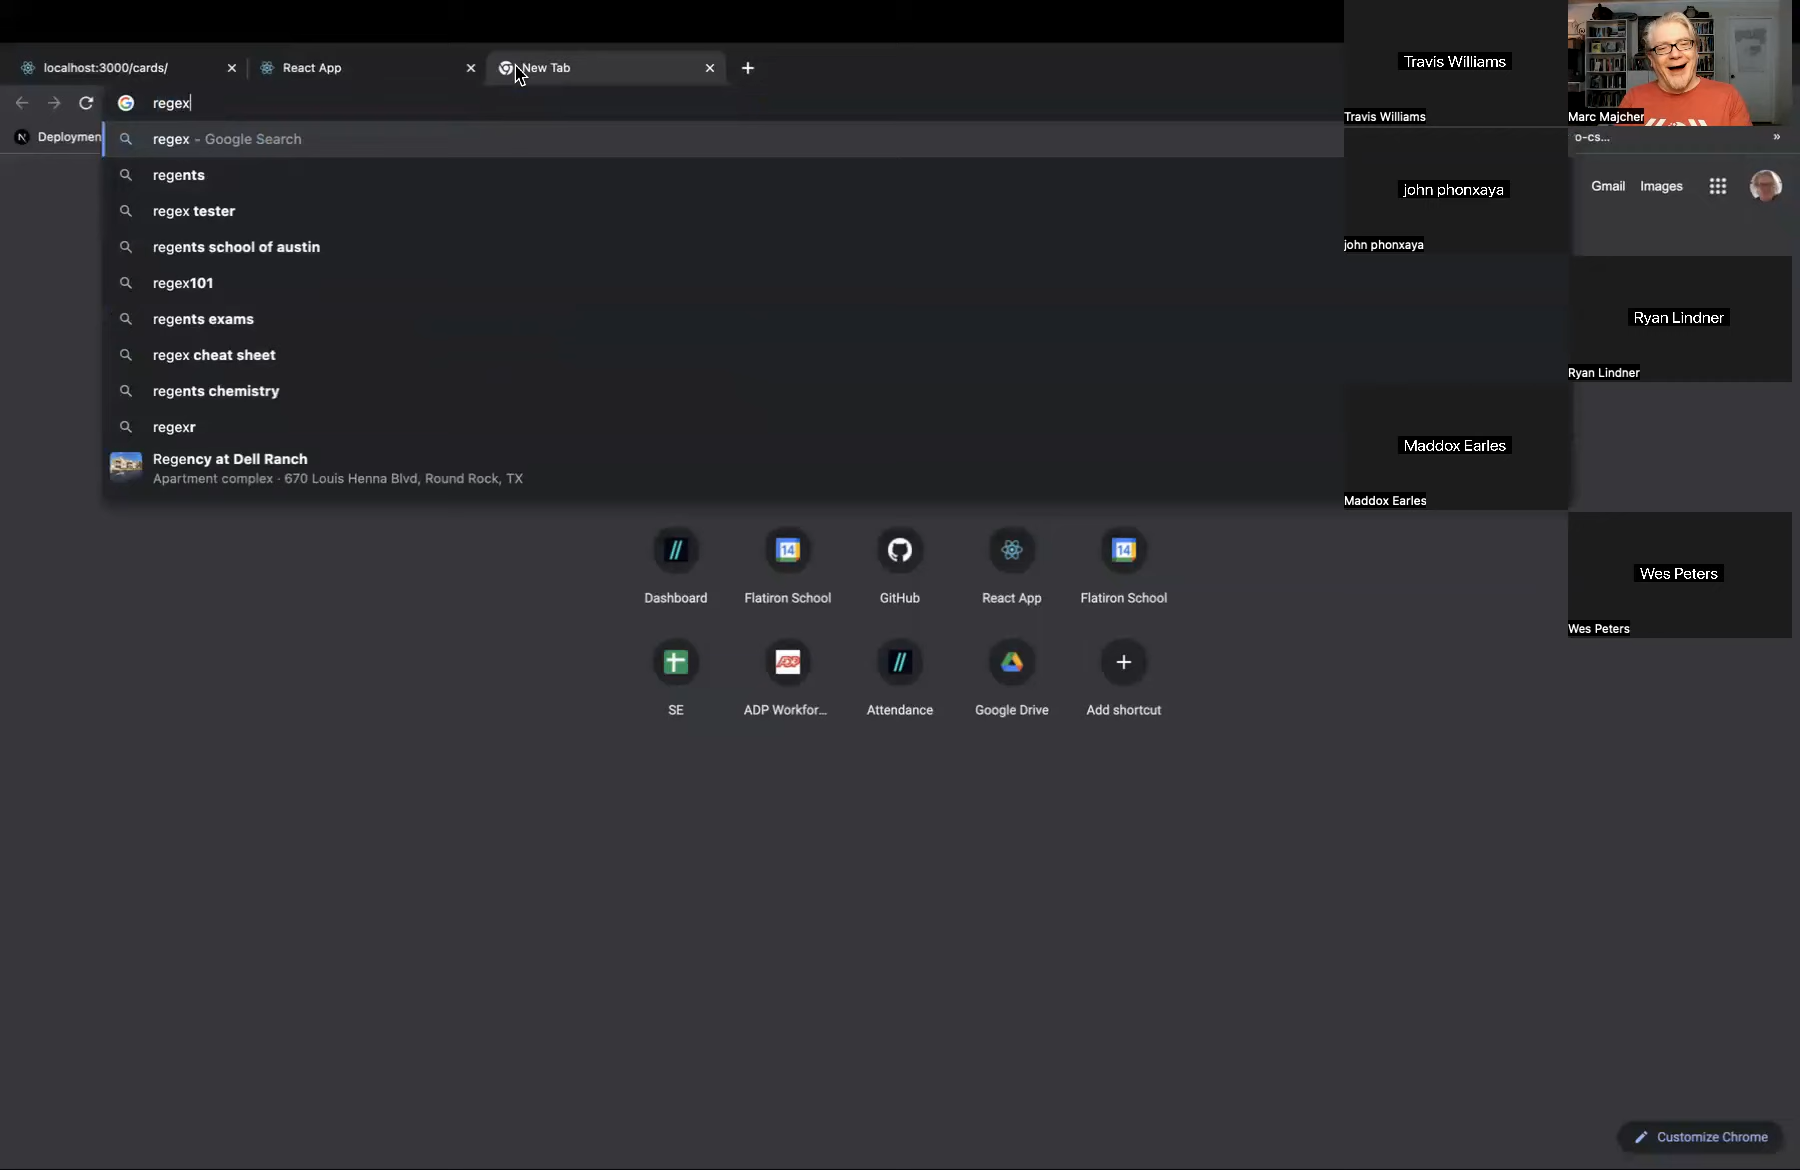 localhost:3000/cards/
React App
New Tab
regex
Deploymen
regex - Google Search
regents
regex tester
regents school of austin
regex101
regents exams
regex cheat sheet
regents chemistry
regexr
Regency at Dell Ranch
Apartment complex · 670 Louis Henna Blvd, Round Rock, TX
Travis Williams
Travis Williams
Marc Majcher
o-cs...
»
john phonxaya
john phonxaya
Gmail
Images
Ryan Lindner
Ryan Lindner
Maddox Earles
Maddox Earles
Wes Peters
Wes Peters
14
14
Dashboard
Flatiron School
GitHub
React App
Flatiron School
SE
ADP Workfor...
Attendance
Google Drive
Add shortcut
Customize Chrome